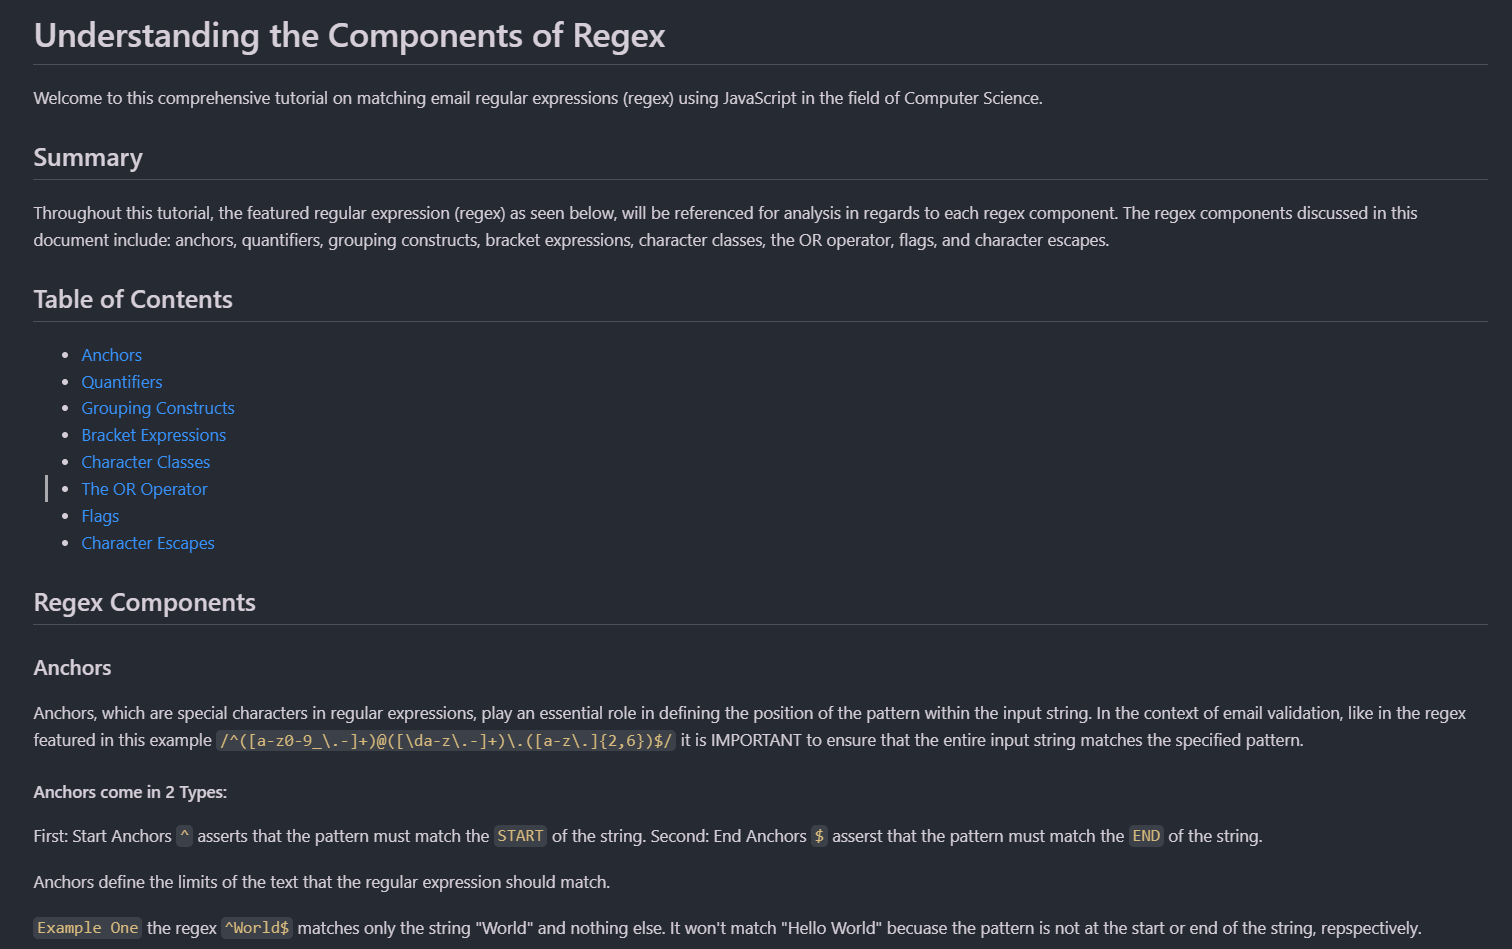 Understanding the Components of Regex
Welcome to this comprehensive tutorial on matching email regular expressions (regex) using JavaScript in the field of Computer Science.
Summary
Throughout this tutorial, the featured regular expression (regex) as seen below, will be referenced for analysis in regards to each regex component. The regex components discussed in this
document include: anchors, quantifiers, grouping constructs, bracket expressions, character classes, the OR operator, flags, and character escapes.
Table of Contents
• Anchors
• Quantifiers
• Grouping Constructs
• Bracket Expressions
• Character Classes
• The OR Operator
• Flags
• Character Escapes
Regex Components
Anchors
Anchors, which are special characters in regular expressions, play an essential role in defining the position of the pattern within the input string. In the context of email validation, like in the regex
featured in this example /^([a-z0-9_\.-]+)@([\da-z\.-]+)\.([a-z\.]{2,6})$/ it is IMPORTANT to ensure that the entire input string matches the specified pattern.
Anchors come in 2 Types:
First: Start Anchors ^ asserts that the pattern must match the START of the string. Second: End Anchors $ asserst that the pattern must match the END of the string.
Anchors define the limits of the text that the regular expression should match.
Example One the regex ^World$ matches only the string "World" and nothing else. It won't match "Hello World" becuase the pattern is not at the start or end of the string, repspectively.